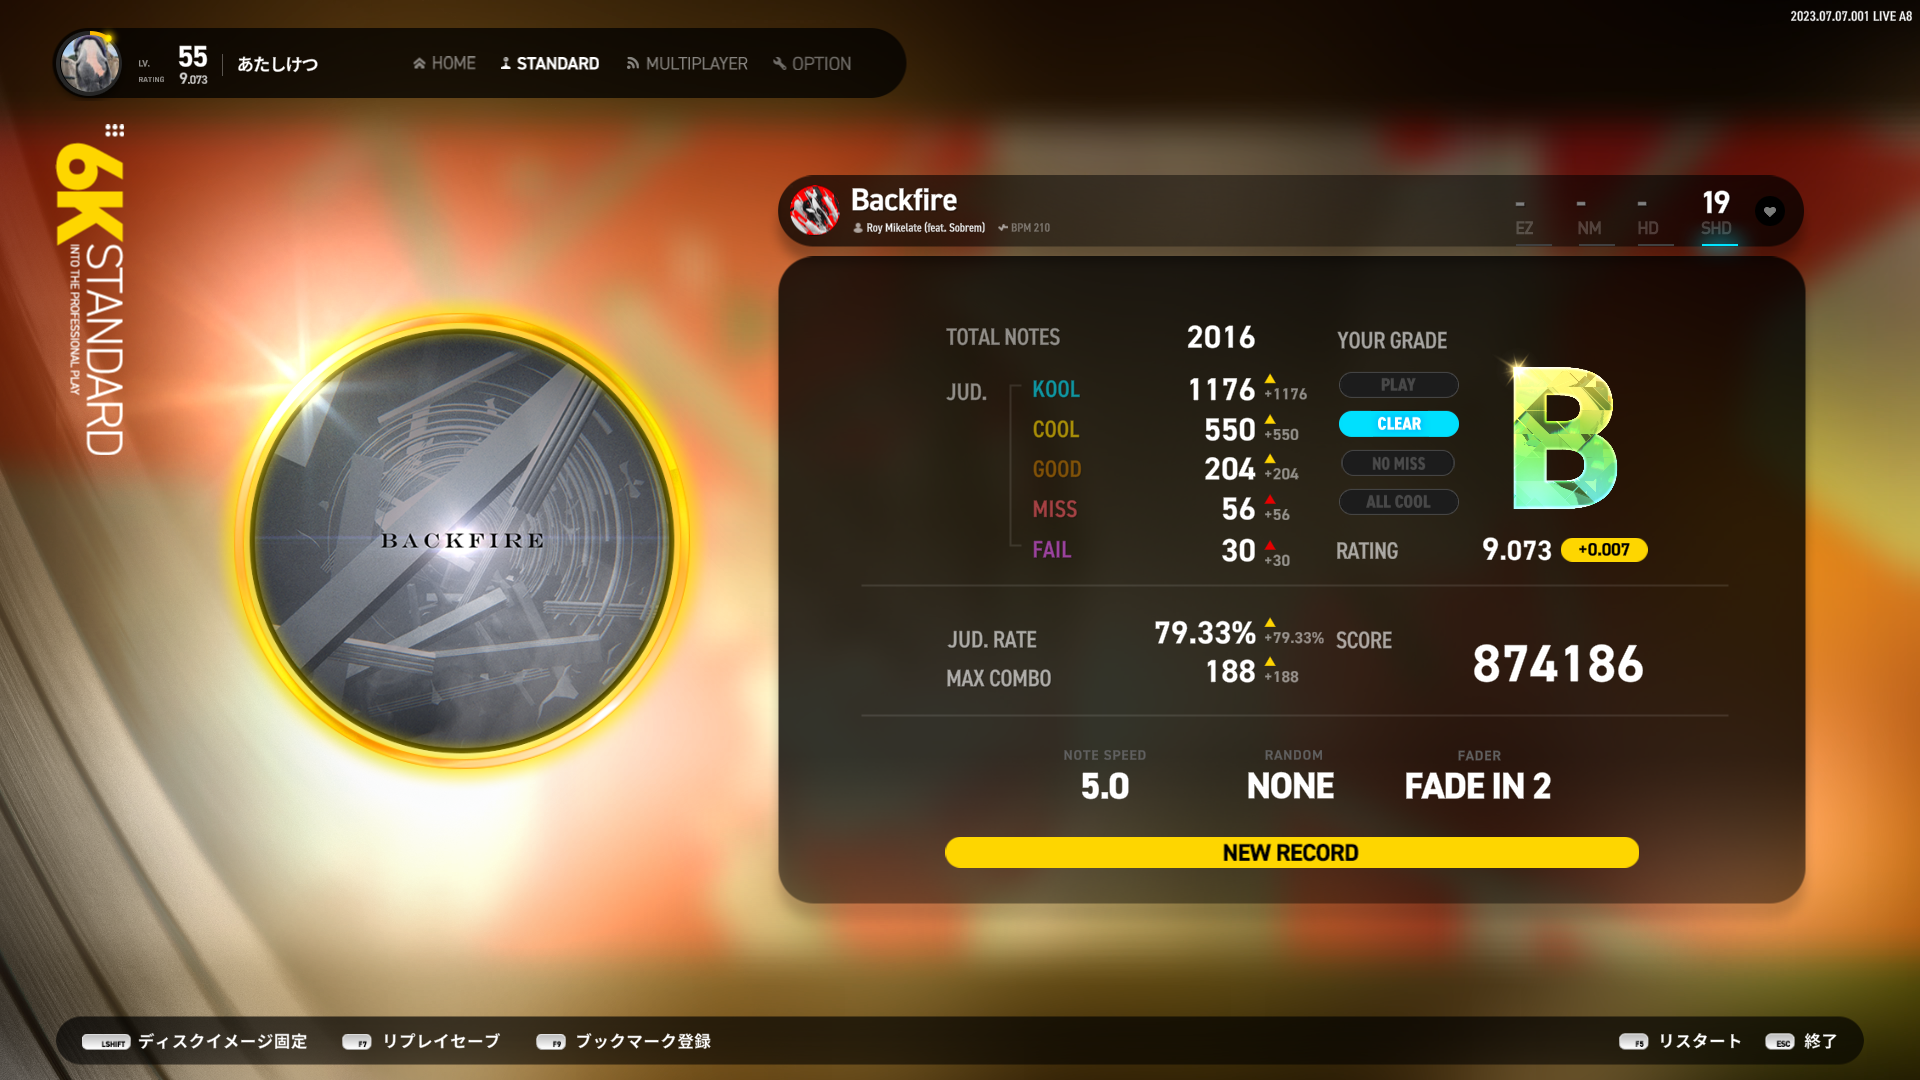 2023.07.07.001 LIVE A8
LV. 55
RATING 9.073
あたしけつ
HOME STANDARD MULTIPLAYER OPTION
6K STANDARD
INTO THE PROFESSIONAL PLAY
Backfire
Roy Mikelate (feat. Sobrem) BPM 210
- - - 19
EZ NM HD SHD
BACKFIRE
TOTAL NOTES 2016
JUD.
KOOL 1176 +1176
COOL 550 +550
GOOD 204 +204
MISS 56 +56
FAIL 30 +30
YOUR GRADE
PLAY
CLEAR
NO MISS
ALL COOL
B
RATING 9.073 +0.007
JUD. RATE 79.33% +79.33%
MAX COMBO 188 +188
SCORE 874186
NOTE SPEED RANDOM FADER
5.0 NONE FADE IN 2
NEW RECORD
LSHIFT ディスクイメージ固定 F7 リプレイセーブ F9 ブックマーク登録
F5 リスタート ESC 終了